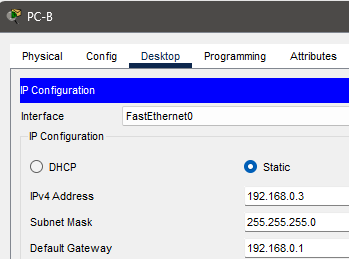 PC-B
Physical Config Desktop Programming Attributes
IP Configuration
Interface FastEthernet0
IP Configuration
DHCP Static
IPv4 Address 192.168.0.3
Subnet Mask 255.255.255.0
Default Gateway 192.168.0.1